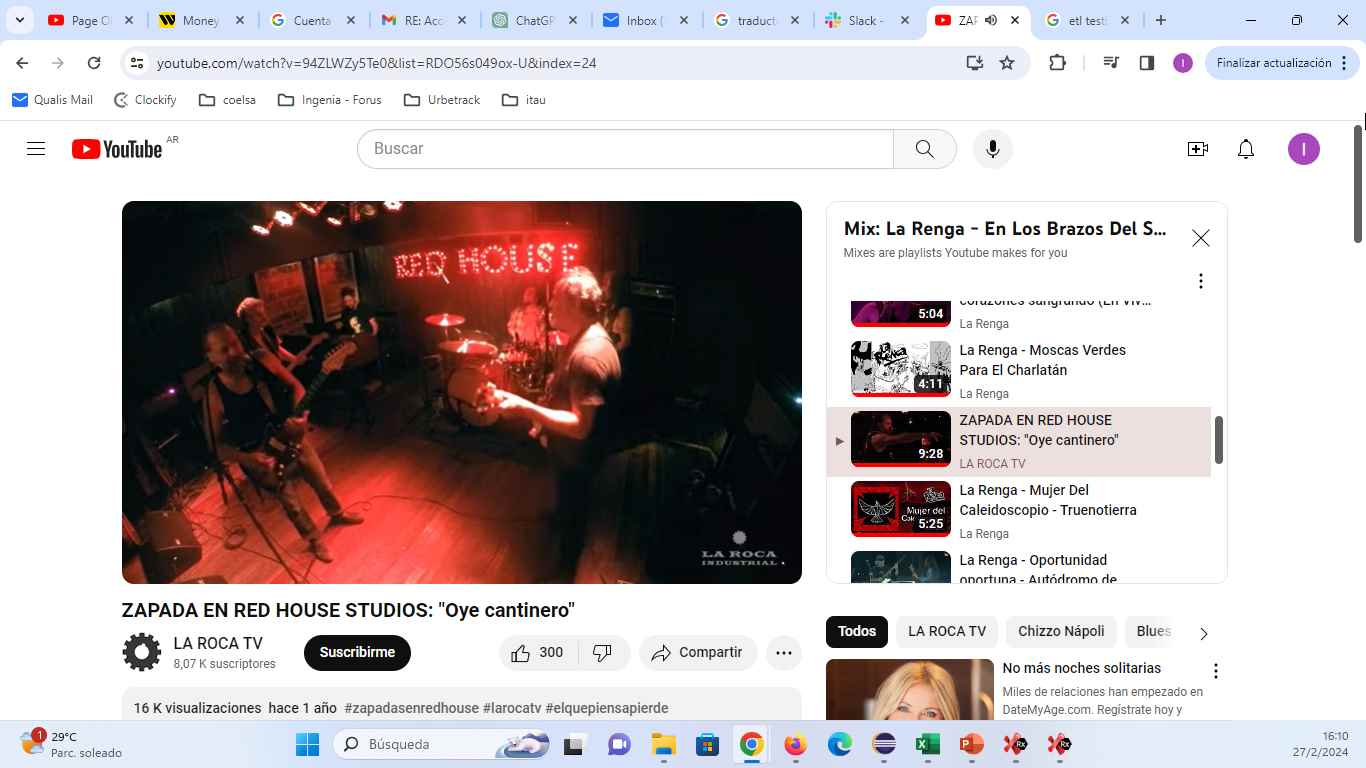 Page O
Money
Cuenta
RE: Acc
ChatGP
Inbox (
traducto
Slack -
ZAP
etl testi
youtube.com/watch?v=94ZLWZy5Te0&list=RDO56s049ox-U&index=24
I
Finalizar actualización
Qualis Mail
Clockify
coelsa
Ingenia - Forus
Urbetrack
itau
YouTube
AR
Buscar
I
RED HOUSE
LA ROCA
INDUSTRIAL
Mix: La Renga - En Los Brazos Del S...
Mixes are playlists Youtube makes for you
corazones sangrando (En Viv...
5:04
La Renga
La Renga - Moscas Verdes
Para El Charlatán
4:11
La Renga
ZAPADA EN RED HOUSE
STUDIOS: "Oye cantinero"
9:28
LA ROCA TV
La Renga - Mujer Del
Caleidoscopio - Truenotierra
Mujer del
5:25
La Renga
La Renga - Oportunidad
oportuna - Autódromo de
ZAPADA EN RED HOUSE STUDIOS: "Oye cantinero"
LA ROCA TV
8,07 K suscriptores
Suscribirme
300
Compartir
16 K visualizaciones hace 1 año #zapadasenredhouse #larocatv #elquepiensapierde
Todos
LA ROCA TV
Chizzo Nápoli
Blues
No más noches solitarias
Miles de relaciones han empezado en
DateMyAge.com. Regístrate hoy y
1
29°C
Parc. soleado
Búsqueda
Rx
Rx
16:10
27/2/2024